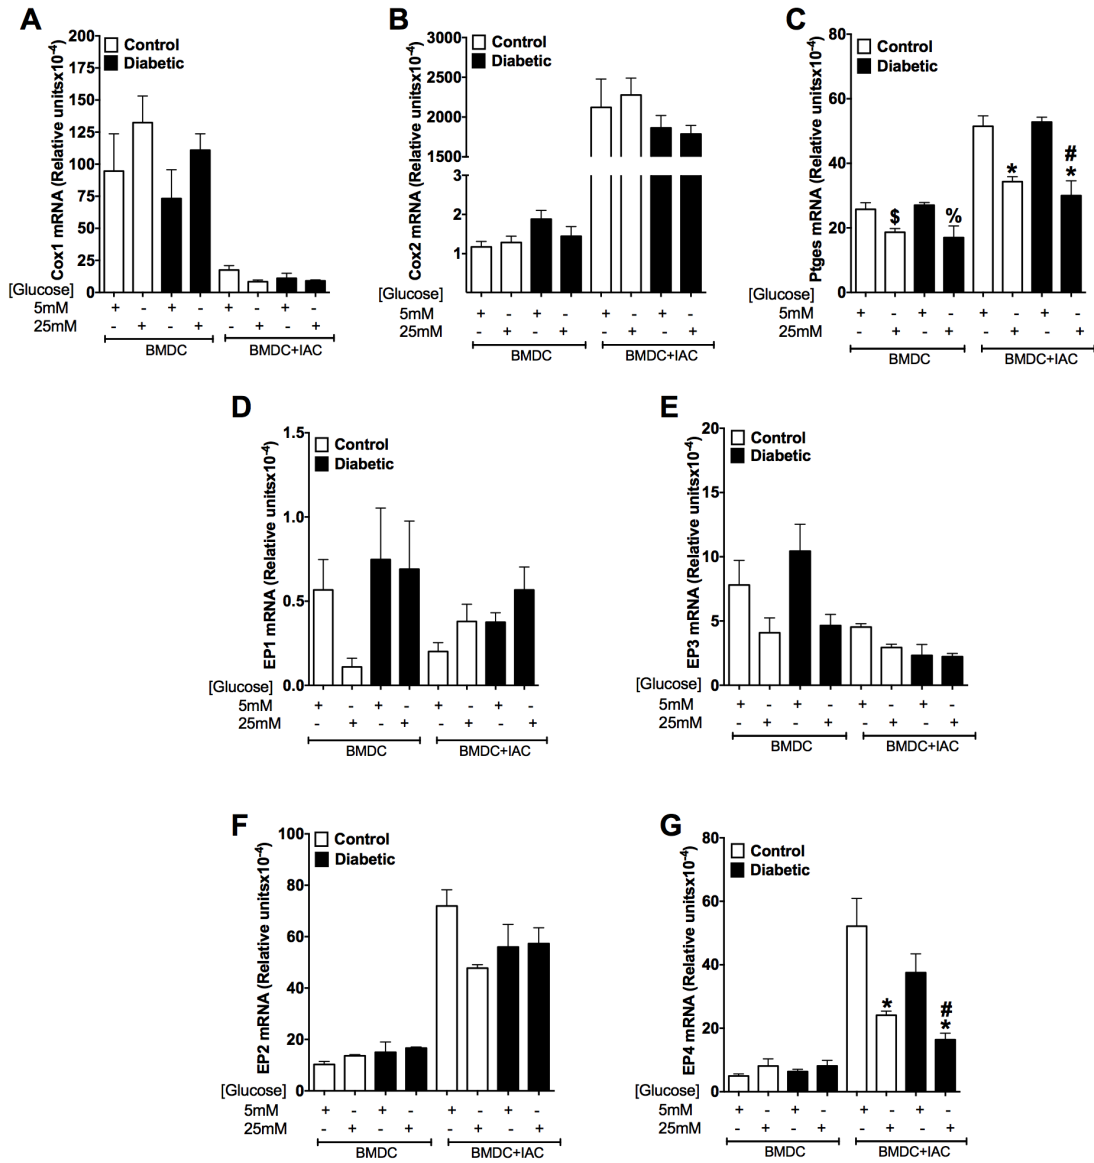 A
Cox1 mRNA (Relative unitsx10-4)
200
175
150
125
100
75
50
25
0
Control
Diabetic
[Glucose]
5mM + - + - + - + -
25mM - + - + - + - +
BMDC BMDC+IAC
B
Cox2 mRNA (Relative unitsx10-4)
3000
2500
2000
1500
3
2
1
Control
Diabetic
[Glucose]
5mM + - + - + - + -
25mM - + - + - + - +
BMDC BMDC+IAC
C
Ptges mRNA (Relative unitsx10-4)
80
60
40
20
0
Control
Diabetic
$
%
*
#
*
[Glucose]
5mM + - + - + - + -
25mM - + - + - + - +
BMDC BMDC+IAC
D
EP1 mRNA (Relative unitsx10-4)
1.5
1.0
0.5
0.0
Control
Diabetic
[Glucose]
5mM + - + - + - + -
25mM - + - + - + - +
BMDC BMDC+IAC
E
EP3 mRNA (Relative unitsx10-4)
20
15
10
5
0
Control
Diabetic
[Glucose]
5mM + - + - + - + -
25mM - + - + - + - +
BMDC BMDC+IAC
F
EP2 mRNA (Relative unitsx10-4)
100
80
60
40
20
0
Control
Diabetic
[Glucose]
5mM + - + - + - + -
25mM - + - + - + - +
BMDC BMDC+IAC
G
EP4 mRNA (Relative unitsx10-4)
80
60
40
20
0
Control
Diabetic
*
#
*
[Glucose]
5mM + - + - + - + -
25mM - + - + - + - +
BMDC BMDC+IAC